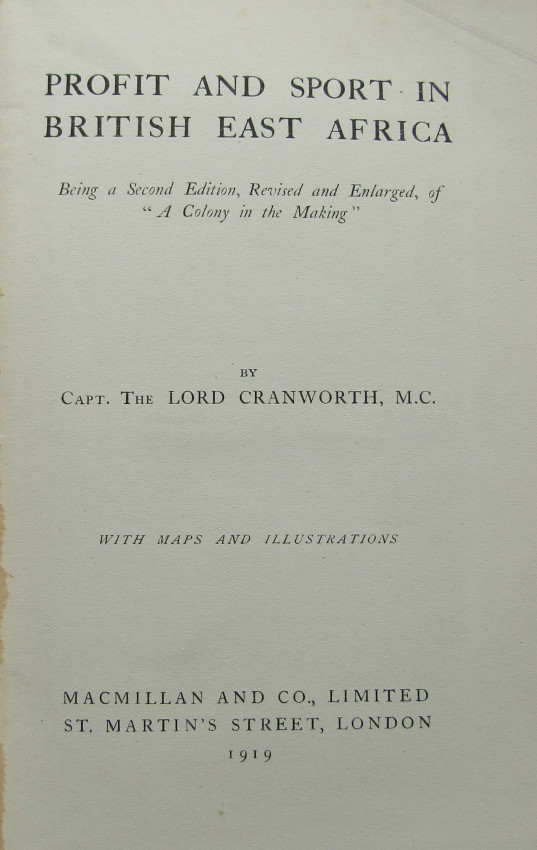 PROFIT AND SPORT IN
BRITISH EAST AFRICA
Being a Second Edition, Revised and Enlarged, of
“A Colony in the Making”
BY
CAPT. THE LORD CRANWORTH, M.C.
WITH MAPS AND ILLUSTRATIONS
MACMILLAN AND CO., LIMITED
ST. MARTIN'S STREET, LONDON
1919